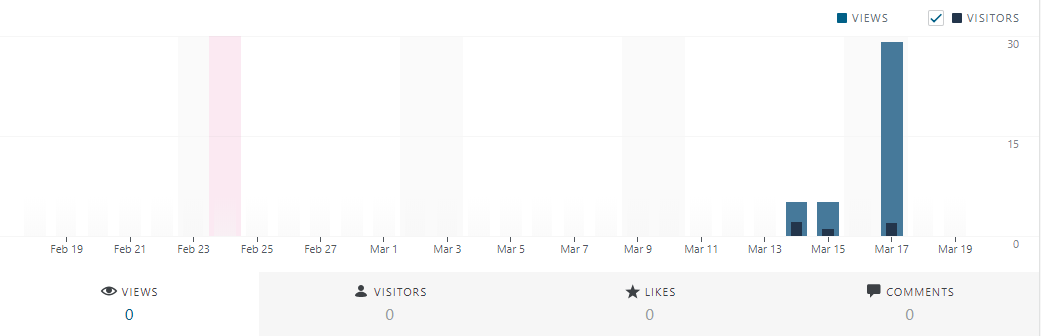 VIEWS VISITORS
30
15
0
Feb 19 Feb 21 Feb 23 Feb 25 Feb 27 Mar 1 Mar 3 Mar 5 Mar 7 Mar 9 Mar 11 Mar 13 Mar 15 Mar 17 Mar 19
VIEWS VISITORS LIKES COMMENTS
0 0 0 0